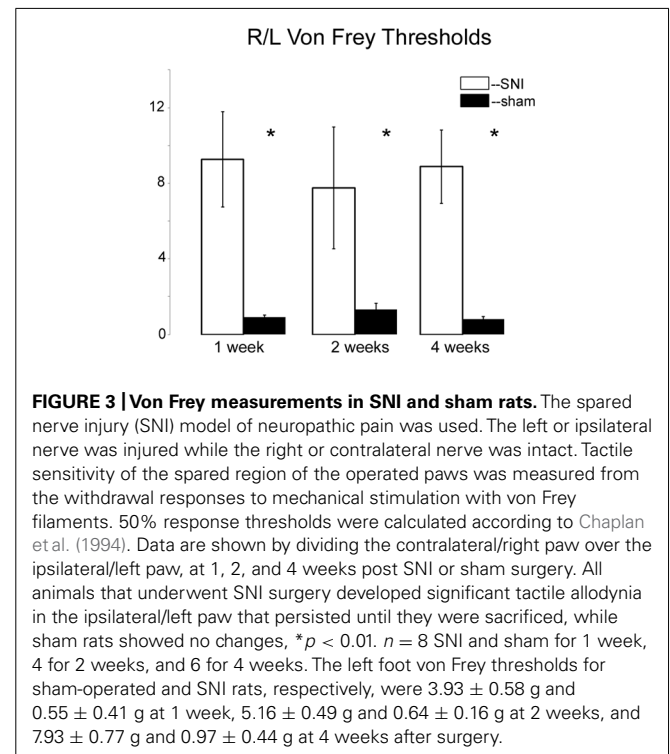 R/L Von Frey Thresholds
--SNI
--sham
12
*
*
*
8
4
0
1 week
2 weeks
4 weeks
FIGURE 3 | Von Frey measurements in SNI and sham rats. The spared
nerve injury (SNI) model of neuropathic pain was used. The left or ipsilateral
nerve was injured while the right or contralateral nerve was intact. Tactile
sensitivity of the spared region of the operated paws was measured from
the withdrawal responses to mechanical stimulation with von Frey
filaments. 50% response thresholds were calculated according to Chaplan
et al. (1994). Data are shown by dividing the contralateral/right paw over the
ipsilateral/left paw, at 1, 2, and 4 weeks post SNI or sham surgery. All
animals that underwent SNI surgery developed significant tactile allodynia
in the ipsilateral/left paw that persisted until they were sacrificed, while
sham rats showed no changes, *p < 0.01. n = 8 SNI and sham for 1 week,
4 for 2 weeks, and 6 for 4 weeks. The left foot von Frey thresholds for
sham-operated and SNI rats, respectively, were 3.93 ± 0.58 g and
0.55 ± 0.41 g at 1 week, 5.16 ± 0.49 g and 0.64 ± 0.16 g at 2 weeks, and
7.93 ± 0.77 g and 0.97 ± 0.44 g at 4 weeks after surgery.